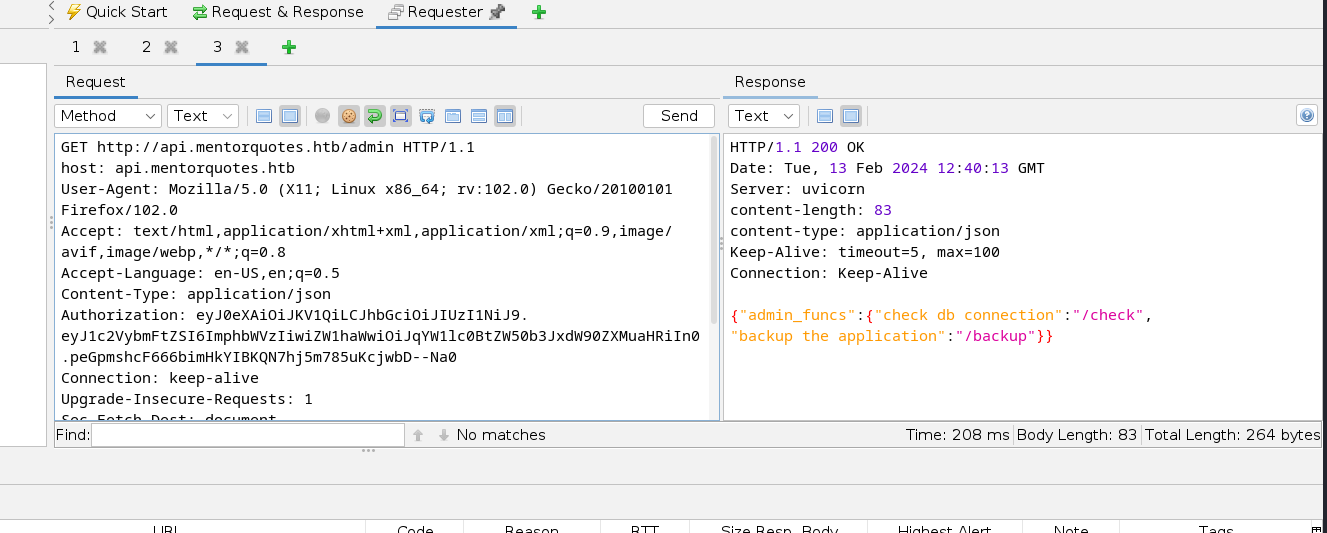 Quick Start
Request & Response
Requester
1
2
3
Request
Method
Text
Send
GET http://api.mentorquotes.htb/admin HTTP/1.1
host: api.mentorquotes.htb
User-Agent: Mozilla/5.0 (X11; Linux x86_64; rv:102.0) Gecko/20100101
Firefox/102.0
Accept: text/html,application/xhtml+xml,application/xml;q=0.9,image/
avif,image/webp,*/*;q=0.8
Accept-Language: en-US,en;q=0.5
Content-Type: application/json
Authorization: eyJ0eXAiOiJKV1QiLCJhbGciOiJIUzI1NiJ9.
eyJ1c2VybmFtZSI6ImphbWVzIiwiZW1haWwiOiJqYW1lc0BtZW50b3JxdW90ZXMuaHRiIn0
.peGpmshcF666bimHkYIBKQN7hj5m785uKcjwbD--Na0
Connection: keep-alive
Upgrade-Insecure-Requests: 1
Sec-Fetch-Dest: document
Response
Text
HTTP/1.1 200 OK
Date: Tue, 13 Feb 2024 12:40:13 GMT
Server: uvicorn
content-length: 83
content-type: application/json
Keep-Alive: timeout=5, max=100
Connection: Keep-Alive
{"admin_funcs":{"check db connection":"/check",
"backup the application":"/backup"}}
Find:
No matches
Time: 208 ms
Body Length: 83
Total Length: 264 bytes
URL
Code
Reason
RTT
Size Resp. Body
Highest Alert
Note
Tags